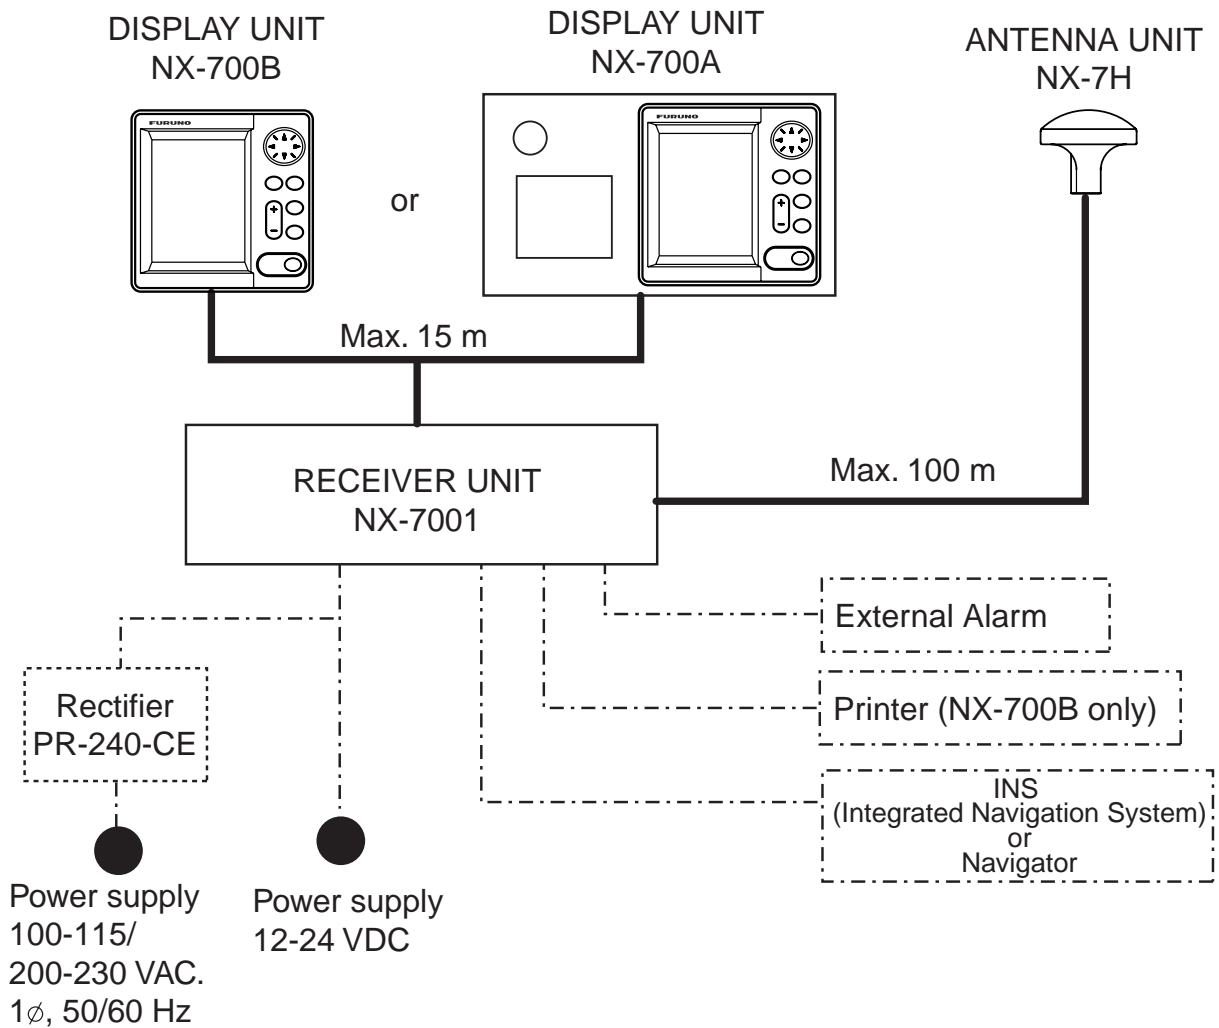 DISPLAY UNIT
NX-700B
DISPLAY UNIT
NX-700A
ANTENNA UNIT
NX-7H
FURUNO
FURUNO
or
+
−
+
−
Max. 15 m
RECEIVER UNIT
NX-7001
Max. 100 m
External Alarm
Rectifier
PR-240-CE
Printer (NX-700B only)
INS
(Integrated Navigation System)
or
Navigator
Power supply
100-115/
200-230 VAC.
1ø, 50/60 Hz
Power supply
12-24 VDC